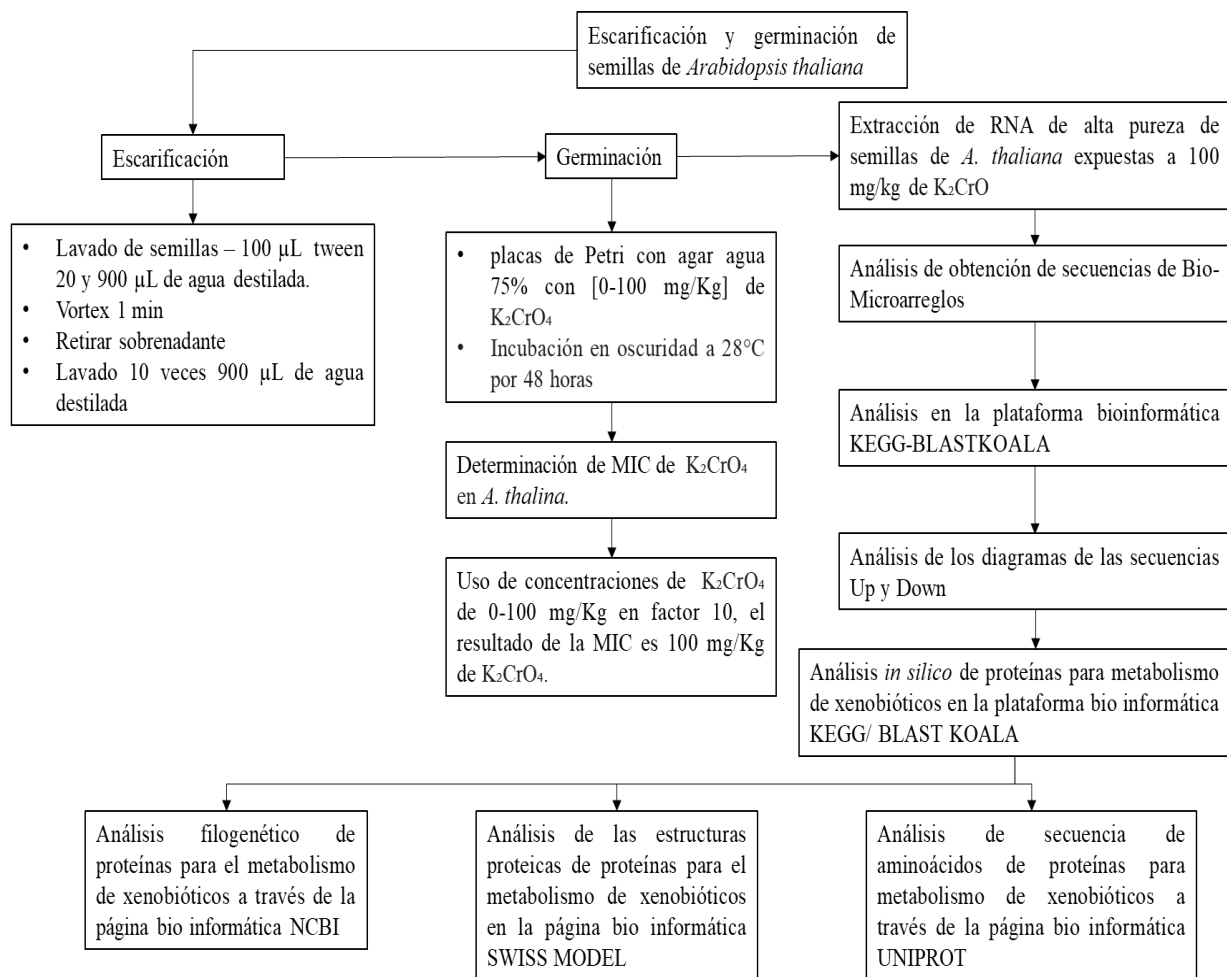 Escarificación y germinación de
semillas de Arabidopsis thaliana
Escarificación
Germinación
Extracción de RNA de alta pureza de
semillas de A. thaliana expuestas a 100
mg/kg de K₂CrO
• Lavado de semillas – 100 µL tween
20 y 900 µL de agua destilada.
• Vortex 1 min
• Retirar sobrenadante
• Lavado 10 veces 900 µL de agua
destilada
• placas de Petri con agar agua
75% con [0-100 mg/Kg] de
K₂CrO₄
• Incubación en oscuridad a 28°C
por 48 horas
Determinación de MIC de K₂CrO₄
en A. thalina.
Uso de concentraciones de K₂CrO₄
de 0-100 mg/Kg en factor 10, el
resultado de la MIC es 100 mg/Kg
de K₂CrO₄.
Análisis de obtención de secuencias de Bio-
Microarreglos
Análisis en la plataforma bioinformática
KEGG-BLASTKOALA
Análisis de los diagramas de las secuencias
Up y Down
Análisis in silico de proteínas para metabolismo
de xenobióticos en la plataforma bio informática
KEGG/ BLAST KOALA
Análisis filogenético de
proteínas para el metabolismo
de xenobióticos a través de la
página bio informática NCBI
Análisis de las estructuras
proteicas de proteínas para el
metabolismo de xenobióticos
en la página bio informática
SWISS MODEL
Análisis de secuencia de
aminoácidos de proteínas para
metabolismo de xenobióticos a
través de la página bio informática
UNIPROT